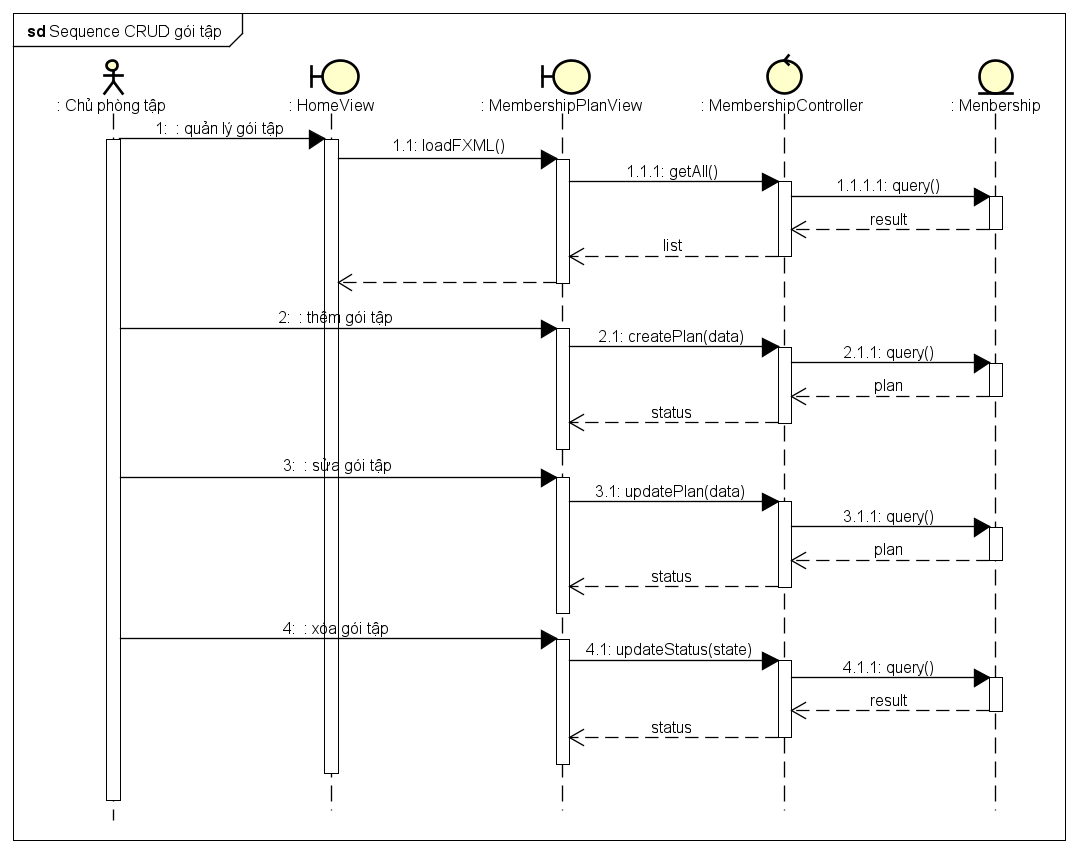 sd Sequence CRUD gói tập
: Chủ phòng tập
: HomeView
: MembershipPlanView
: MembershipController
: Menbership
1: : quản lý gói tập
1.1: loadFXML()
1.1.1: getAll()
1.1.1.1: query()
result
list
2: : thêm gói tập
2.1: createPlan(data)
2.1.1: query()
plan
status
3: : sửa gói tập
3.1: updatePlan(data)
3.1.1: query()
plan
status
4: : xóa gói tập
4.1: updateStatus(state)
4.1.1: query()
result
status